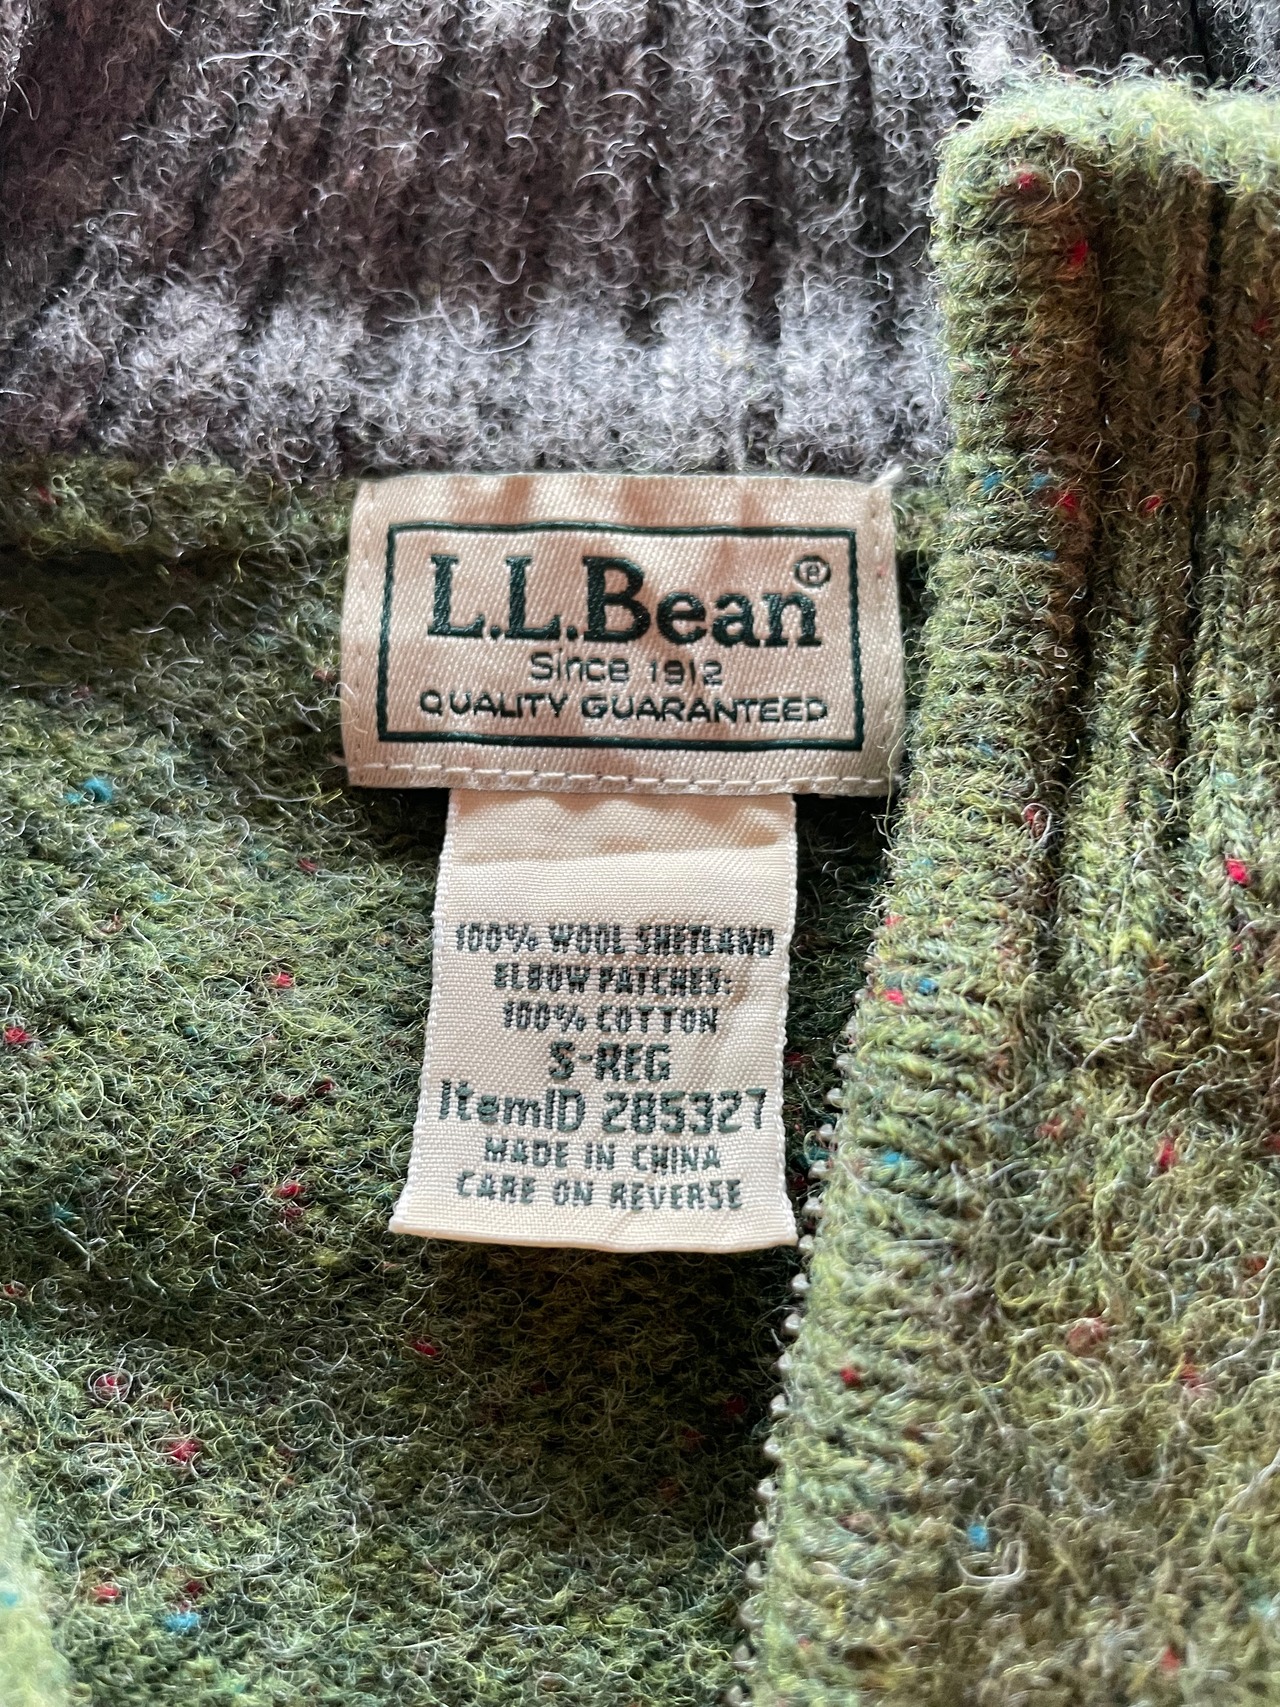 L.L.Bean®
Since 1912
QUALITY GUARANTEED
100% WOOL SHETLAND
ELBOW PATCHES:
100% COTTON
S-REG
ItemID 285327
MADE IN CHINA
CARE ON REVERSE